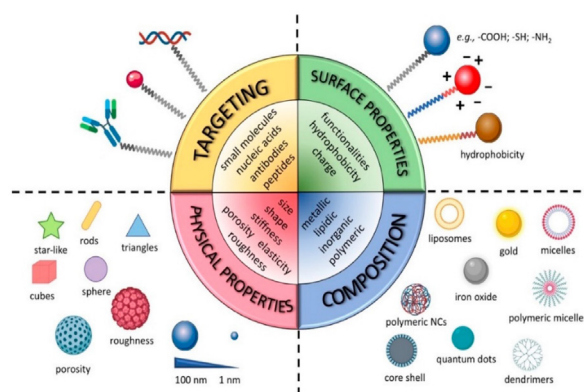 e.g., -COOH; -SH; -NH2
+
+
+
-
-
-
hydrophobicity
TARGETING
small molecules
nucleic acids
antibodies
peptides
SURFACE PROPERTIES
functionalities
hydrophobicity
charge
PHYSICAL PROPERTIES
size
shape
stiffness
porosity elasticity
roughness
COMPOSITION
metallic
lipidic
inorganic
polymeric
star-like
rods
triangles
cubes
sphere
roughness
porosity
100 nm
1 nm
liposomes
gold
micelles
iron oxide
polymeric NCs
polymeric micelle
core shell
quantum dots
dendrimers